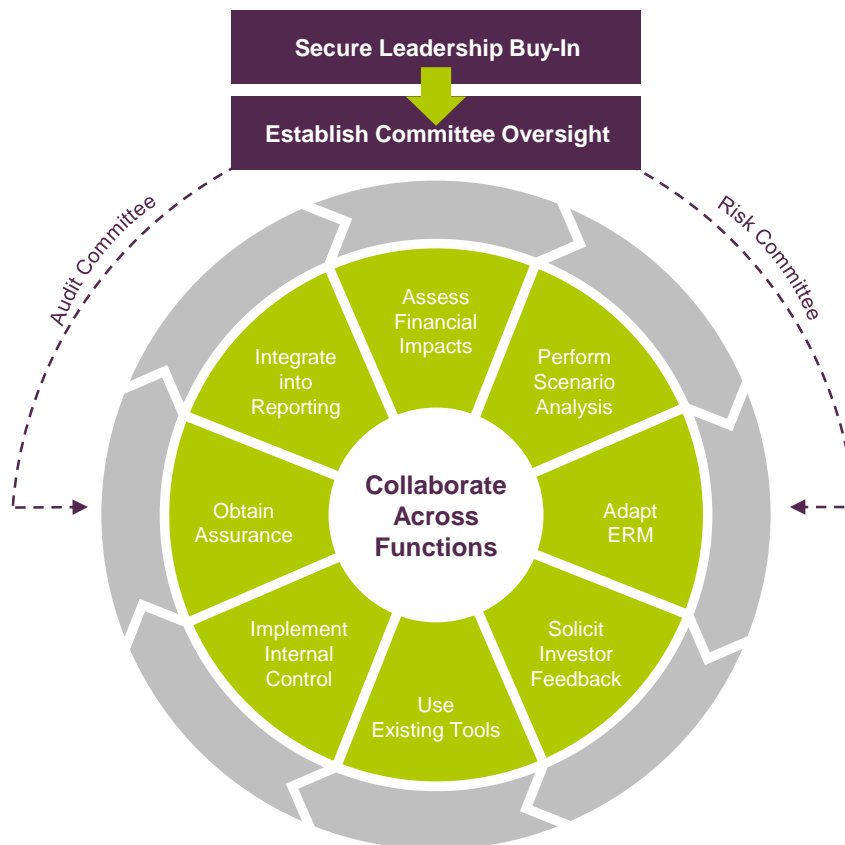 Secure Leadership Buy-In
Establish Committee Oversight
Audit Committee
Risk Committee
Assess
Financial
Impacts
Perform
Scenario
Analysis
Adapt
ERM
Solicit
Investor
Feedback
Use
Existing Tools
Implement
Internal
Control
Obtain
Assurance
Integrate
into
Reporting
Collaborate
Across
Functions